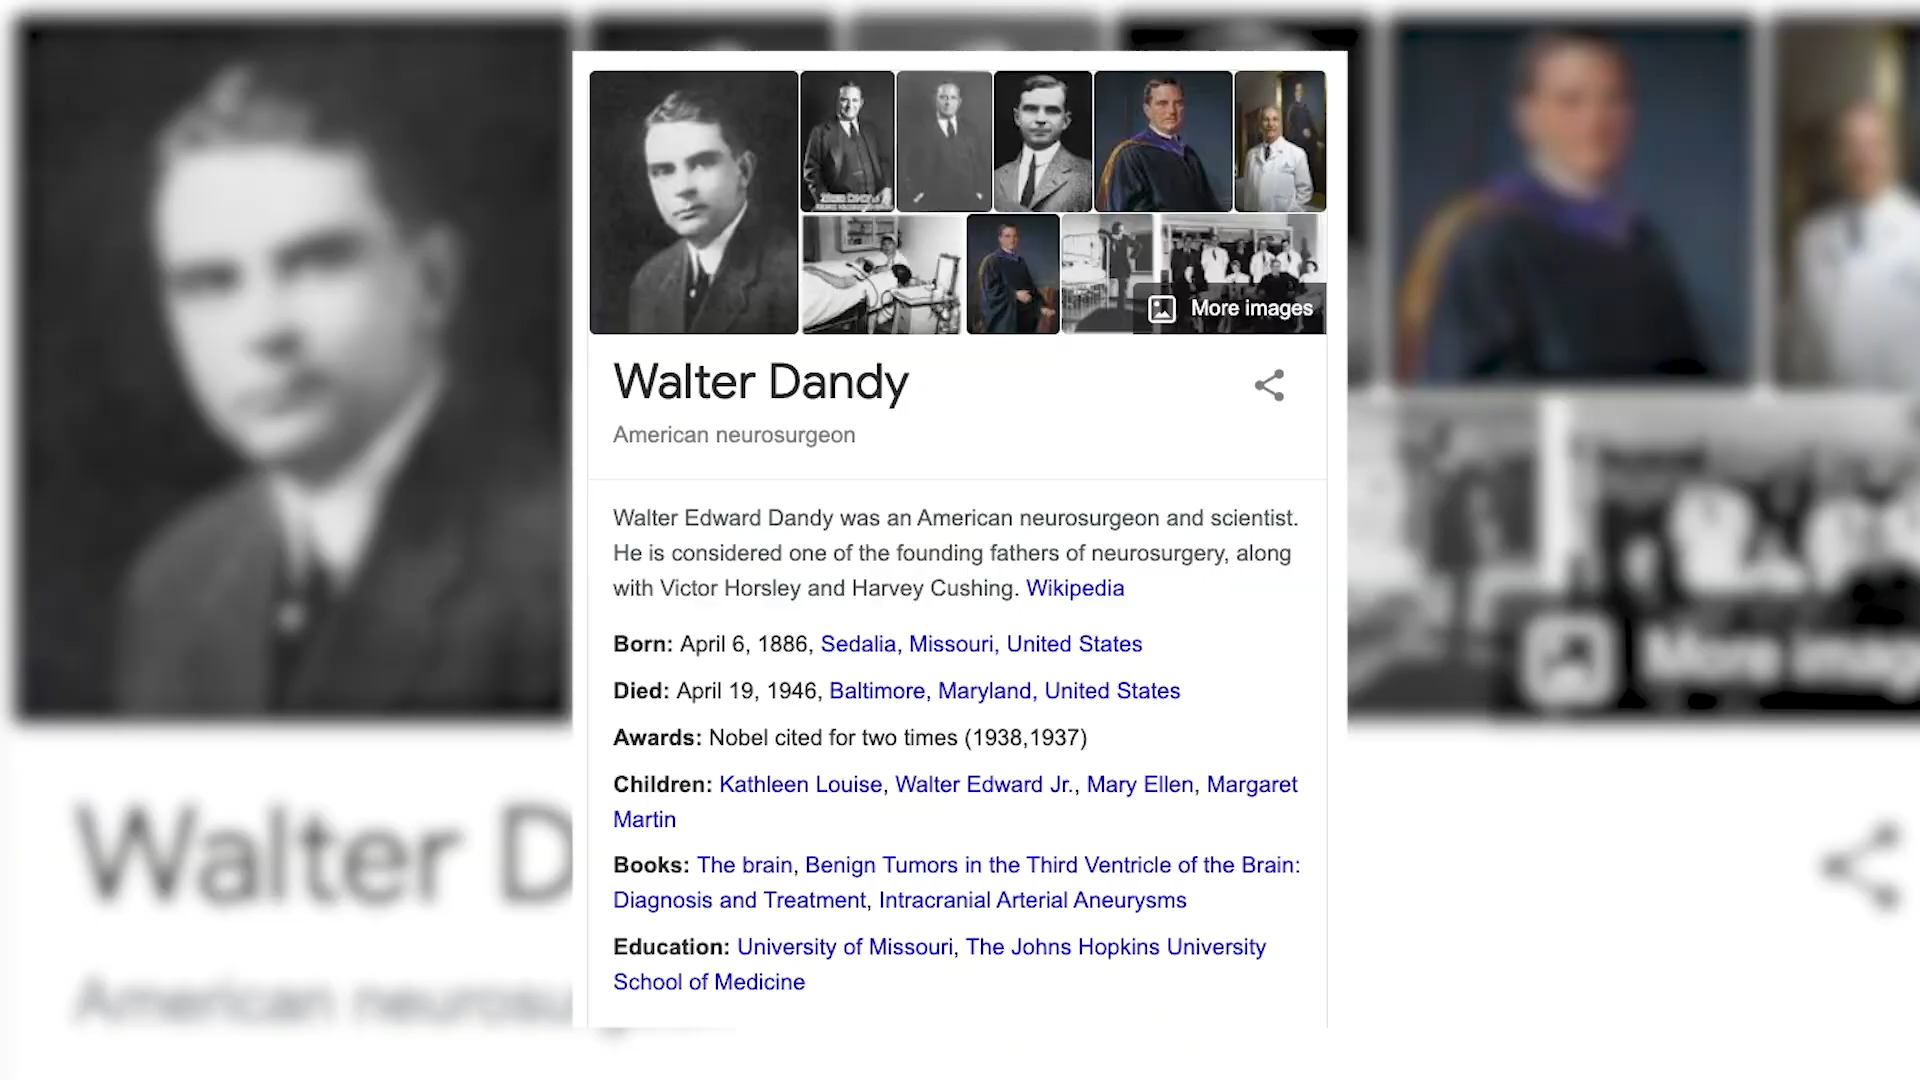 More images
Walter Dandy
American neurosurgeon
Walter Edward Dandy was an American neurosurgeon and scientist.
He is considered one of the founding fathers of neurosurgery, along
with Victor Horsley and Harvey Cushing. Wikipedia
Born: April 6, 1886, Sedalia, Missouri, United States
Died: April 19, 1946, Baltimore, Maryland, United States
Awards: Nobel cited for two times (1938,1937)
Children: Kathleen Louise, Walter Edward Jr., Mary Ellen, Margaret
Martin
Books: The brain, Benign Tumors in the Third Ventricle of the Brain:
Diagnosis and Treatment, Intracranial Arterial Aneurysms
Education: University of Missouri, The Johns Hopkins University
School of Medicine
More imag
Walter D
American neurosu